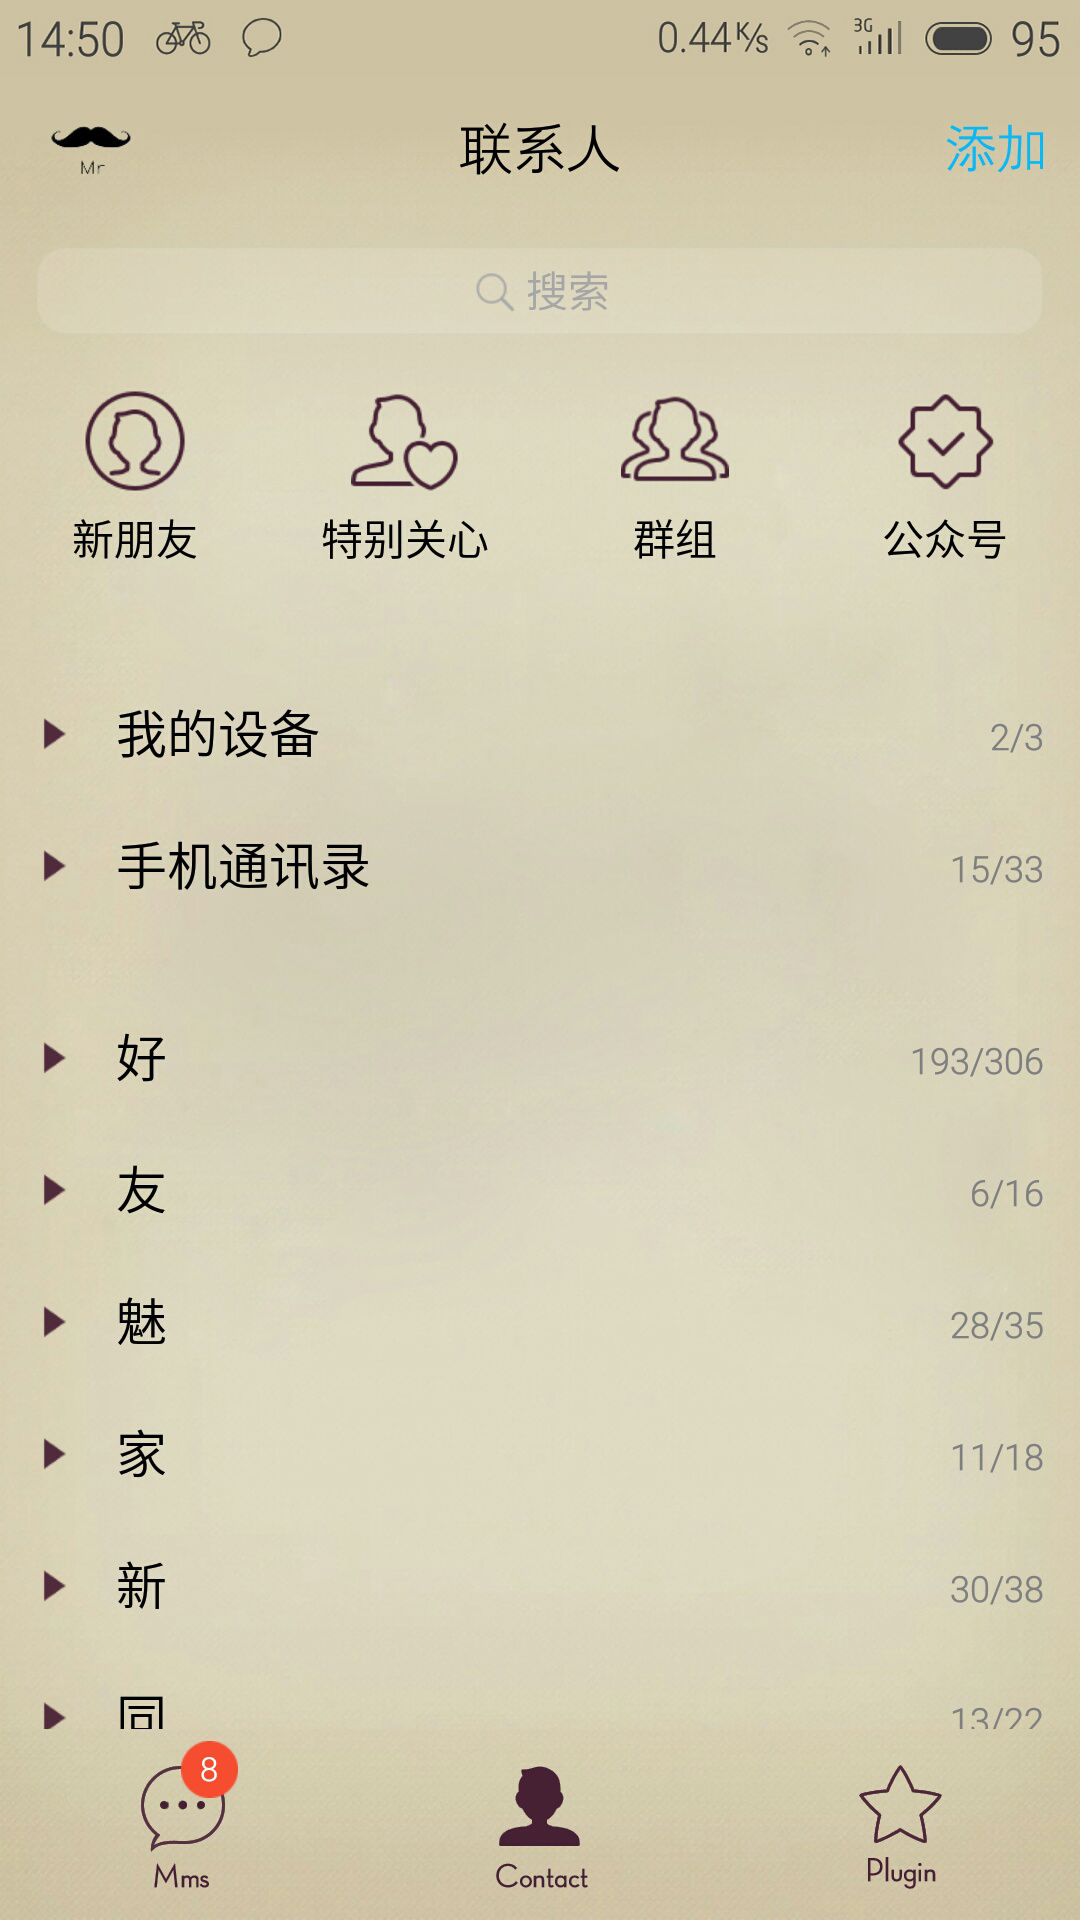 14:50 0.44K/s 3G 95
Mr 联系人 添加
搜索
新朋友 特别关心 群组 公众号
我的设备 2/3
手机通讯录 15/33
好 193/306
友 6/16
魅 28/35
家 11/18
新 30/38
同 13/22
8
Mms Contact Plugin